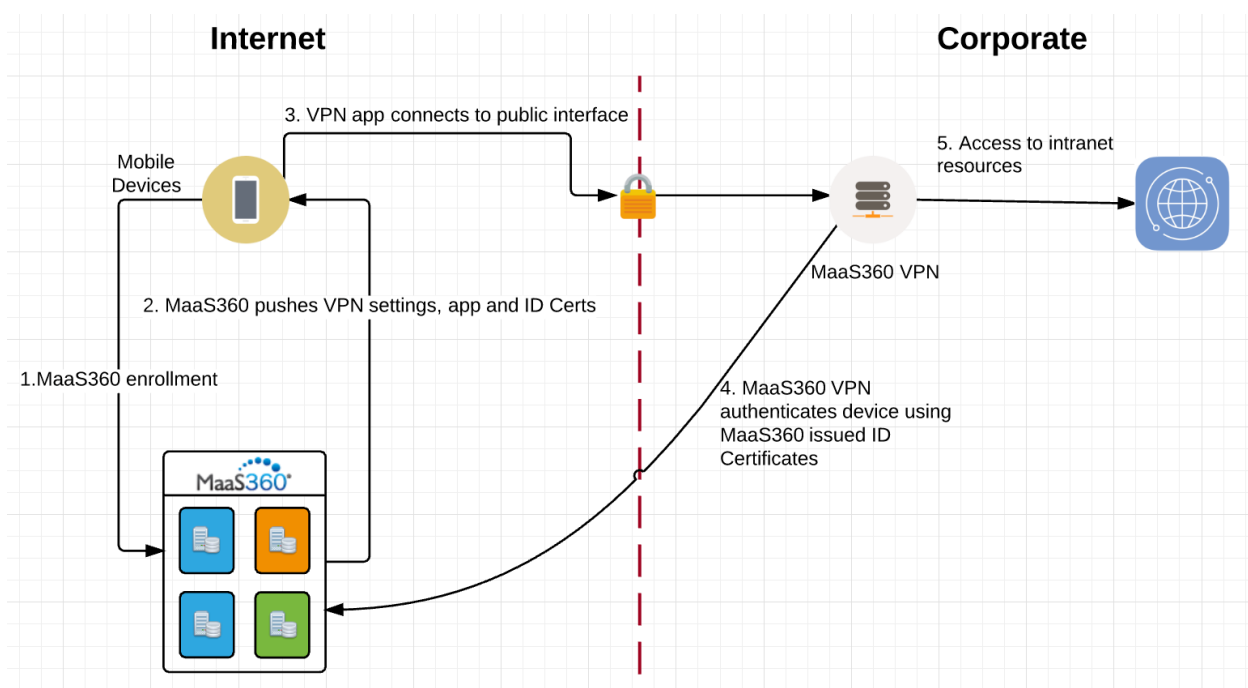 Internet
Corporate
3. VPN app connects to public interface
5. Access to intranet
resources
Mobile
Devices
MaaS360 VPN
2. MaaS360 pushes VPN settings, app and ID Certs
1.MaaS360 enrollment
4. MaaS360 VPN
authenticates device using
MaaS360 issued ID
Certificates
MaaS360